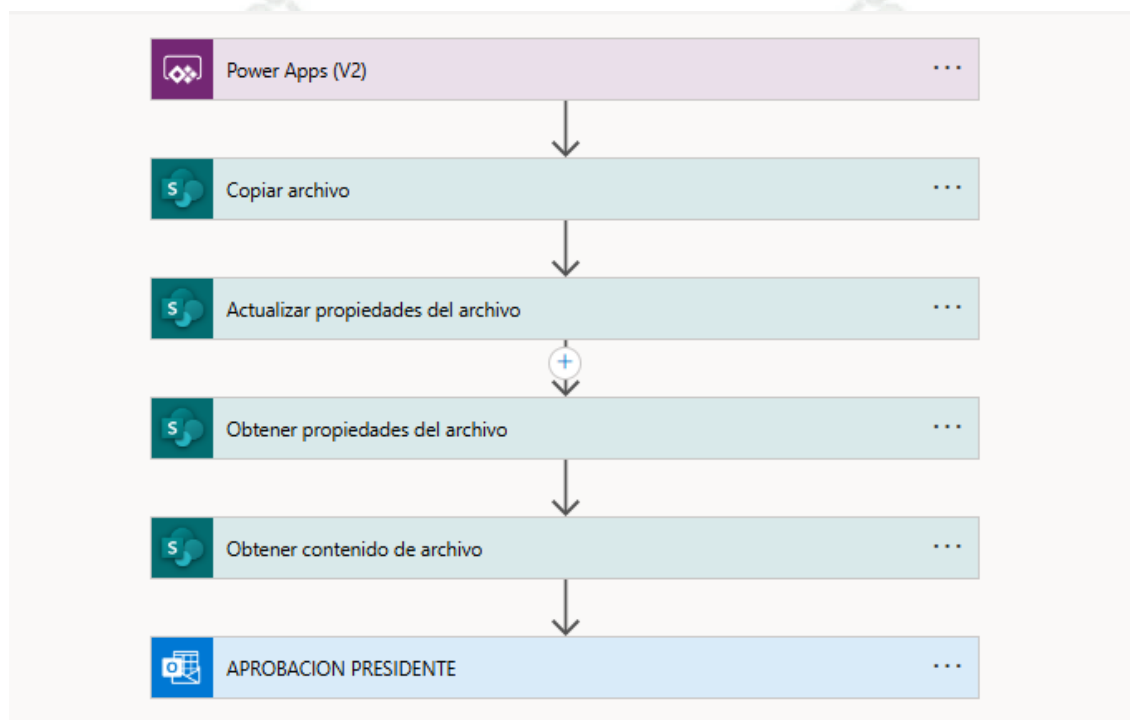 Power Apps (V2)
Copiar archivo
Actualizar propiedades del archivo
Obtener propiedades del archivo
Obtener contenido de archivo
APROBACION PRESIDENTE